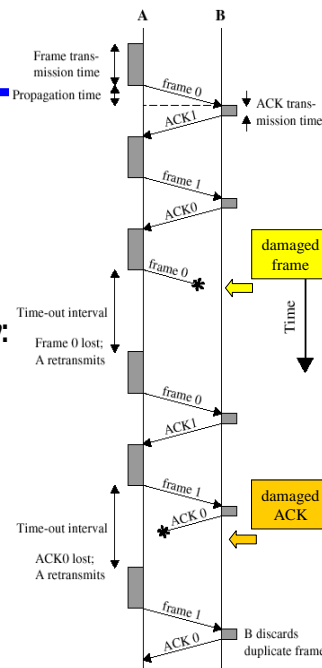 A B
Frame trans-
mission time
Propagation time
frame 0
ACK trans-
mission time
ACK1
frame 1
ACK0
frame 0
damaged
frame
Time-out interval
Time
Frame 0 lost;
A retransmits
frame 0
ACK1
frame 1
ACK 0
damaged
ACK
Time-out interval
ACK0 lost;
A retransmits
frame 1
ACK 0
B discards
duplicate frame